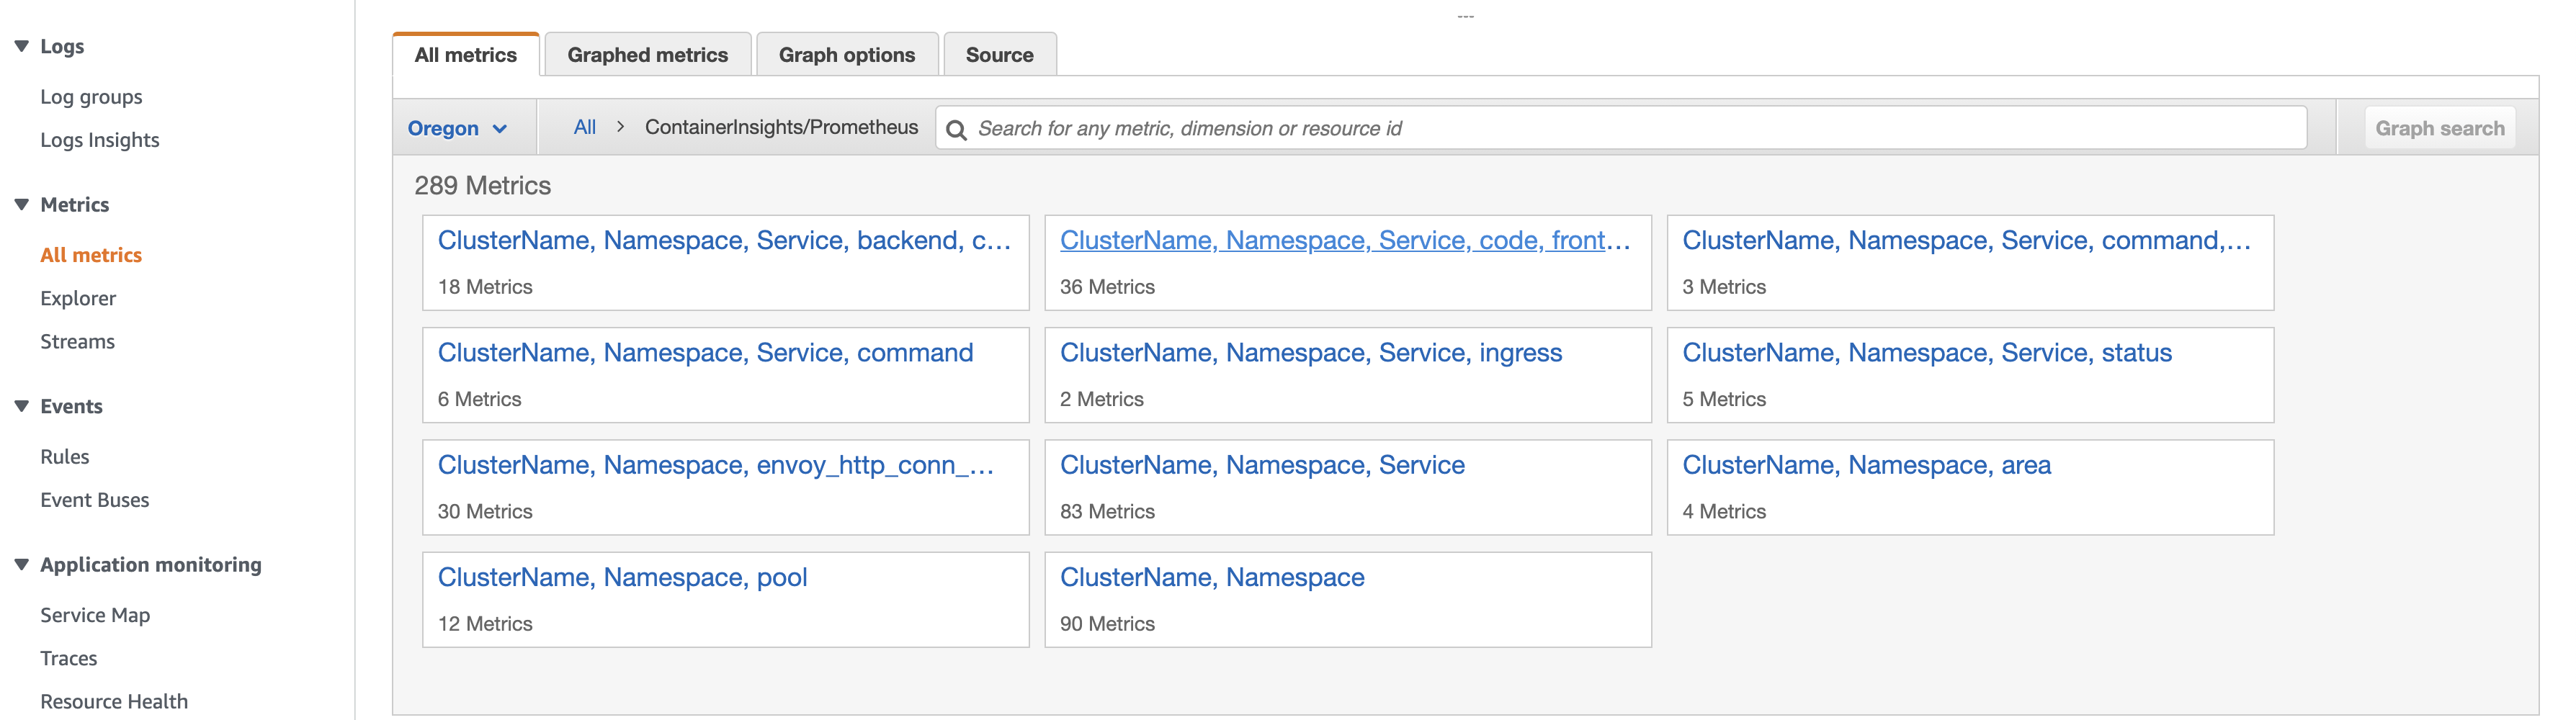 ---
Logs
Log groups
Logs Insights
Metrics
All metrics
Explorer
Streams
Events
Rules
Event Buses
Application monitoring
Service Map
Traces
Resource Health
All metrics
Graphed metrics
Graph options
Source
Oregon
All > ContainerInsights/Prometheus
Search for any metric, dimension or resource id
Graph search
289 Metrics
ClusterName, Namespace, Service, backend, c...
18 Metrics
ClusterName, Namespace, Service, code, front...
36 Metrics
ClusterName, Namespace, Service, command,...
3 Metrics
ClusterName, Namespace, Service, command
6 Metrics
ClusterName, Namespace, Service, ingress
2 Metrics
ClusterName, Namespace, Service, status
5 Metrics
ClusterName, Namespace, envoy_http_conn_...
30 Metrics
ClusterName, Namespace, Service
83 Metrics
ClusterName, Namespace, area
4 Metrics
ClusterName, Namespace, pool
12 Metrics
ClusterName, Namespace
90 Metrics